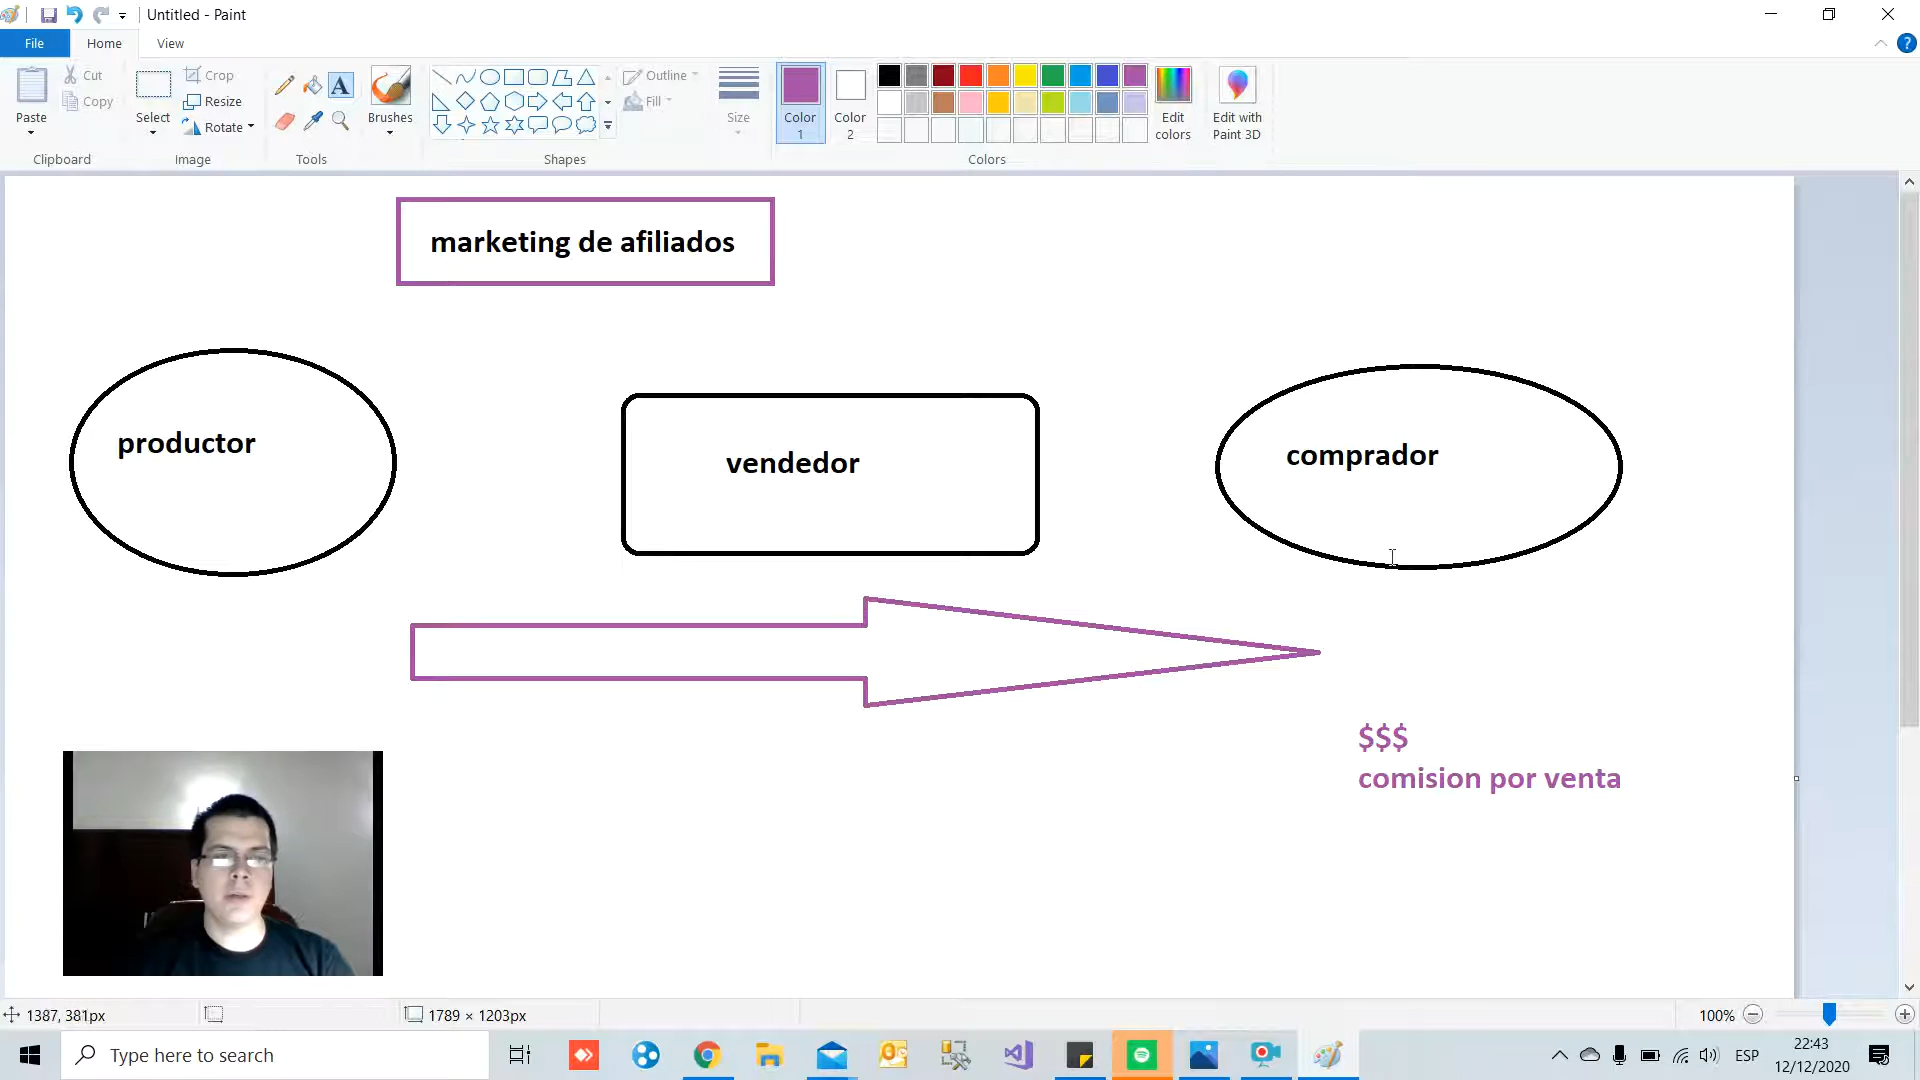 Untitled - Paint
File
Home
View
Paste
Cut
Copy
Clipboard
Select
Crop
Resize
Rotate
Image
A
Tools
Brushes
Outline
Fill
Shapes
Size
Color
1
Color
2
Edit
colors
Edit with
Paint 3D
Colors
marketing de afiliados
productor
vendedor
comprador
$$$
comision por venta
1387, 381px
1789 × 1203px
100%
Type here to search
ESP
22:43
12/12/2020